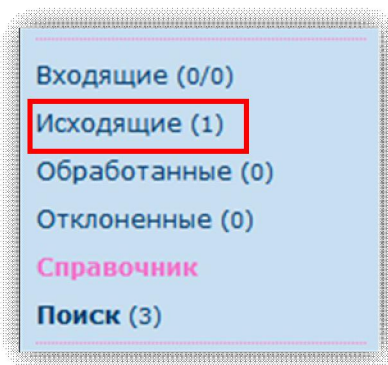 Входящие (0/0)
Исходящие (1)
Обработанные (0)
Отклоненные (0)
Справочник
Поиск (3)